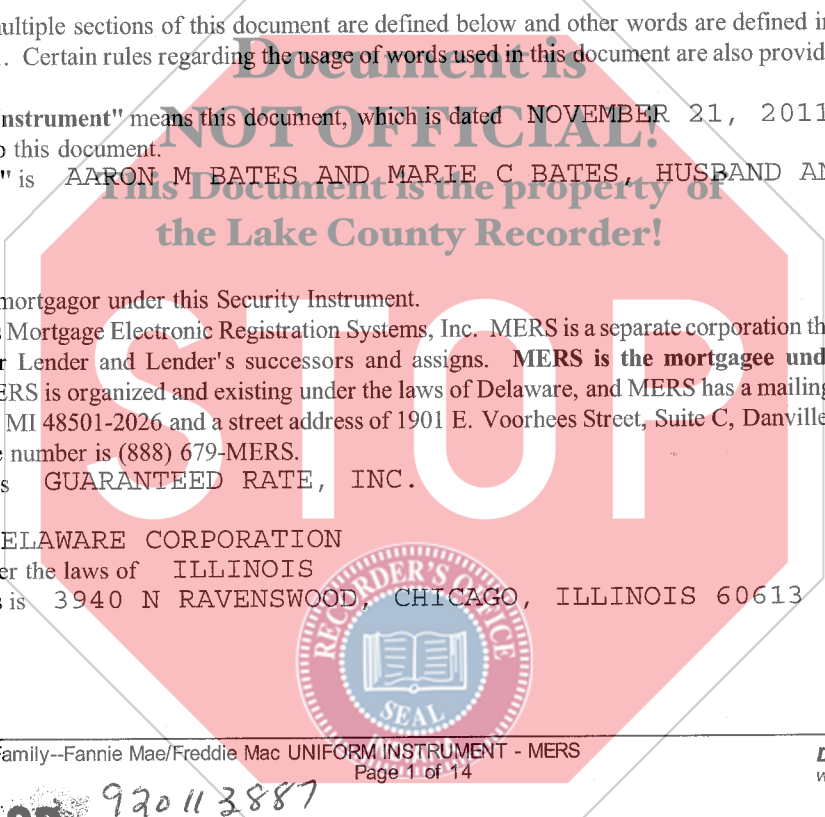 multiple sections of this document are defined below and other words are defined in
. Certain rules regarding the usage of words used in this document are also provid
Document is
nstrument" means this document, which is dated NOVEMBER 21, 2011
NOT OFFICIAL!
this document.
" is AARON M BATES AND MARIE C BATES, HUSBAND AN
This Document is the property of
the Lake County Recorder!
mortgagor under this Security Instrument.
Mortgage Electronic Registration Systems, Inc. MERS is a separate corporation th
r Lender and Lender's successors and assigns. MERS is the mortgagee und
ERS is organized and existing under the laws of Delaware, and MERS has a mailing
MI 48501-2026 and a street address of 1901 E. Voorhees Street, Suite C, Danville
e number is (888) 679-MERS.
STOP
s GUARANTEED RATE, INC.
ELAWARE CORPORATION
er the laws of ILLINOIS
s is 3940 N RAVENSWOOD, CHICAGO, ILLINOIS 60613
RECORDER'S OFFICE
SEAL
Family--Fannie Mae/Freddie Mac UNIFORM INSTRUMENT - MERS
Page 1 of 14
920113887